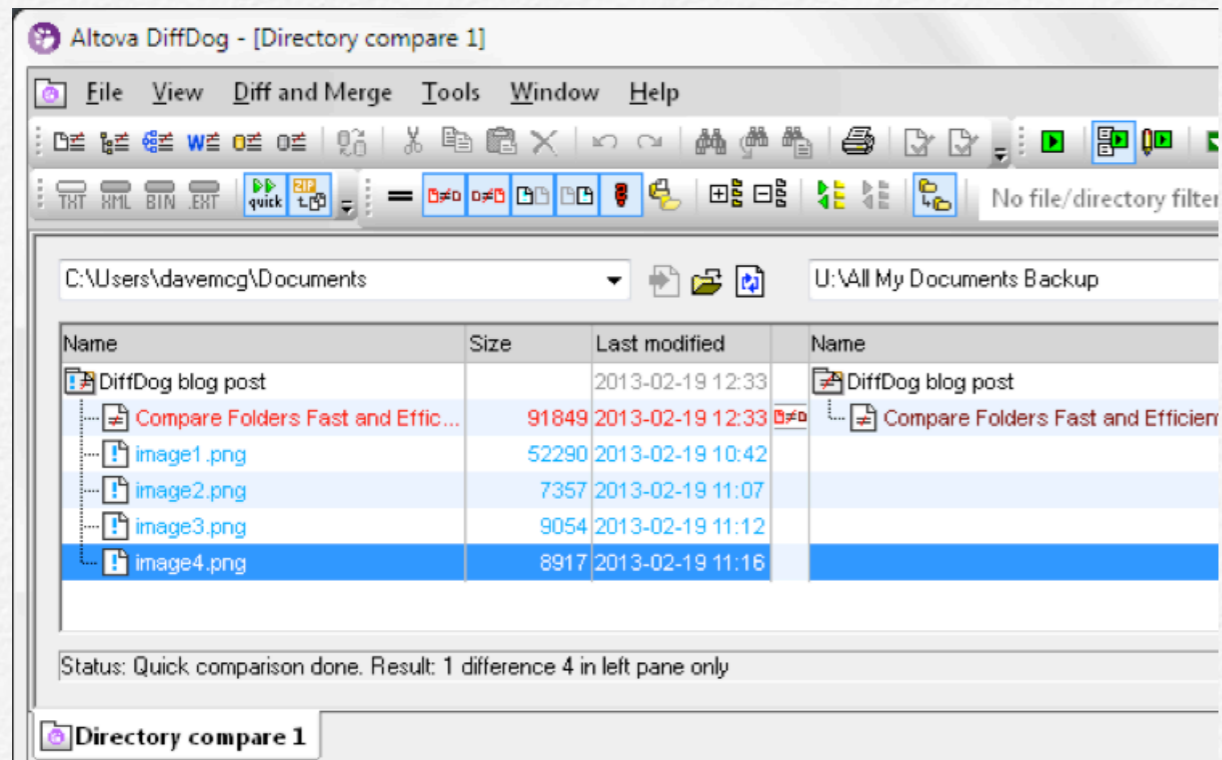 Altova DiffDog - [Directory compare 1]
File View Diff and Merge Tools Window Help
TXT XML BIN .EXT quick ZIP No file/directory filter
C:\Users\davemcg\Documents U:\All My Documents Backup
Name Size Last modified Name
DiffDog blog post 2013-02-19 12:33 DiffDog blog post
Compare Folders Fast and Effic... 91849 2013-02-19 12:33 Compare Folders Fast and Efficien
image1.png 52290 2013-02-19 10:42
image2.png 7357 2013-02-19 11:07
image3.png 9054 2013-02-19 11:12
image4.png 8917 2013-02-19 11:16
Status: Quick comparison done. Result: 1 difference 4 in left pane only
Directory compare 1